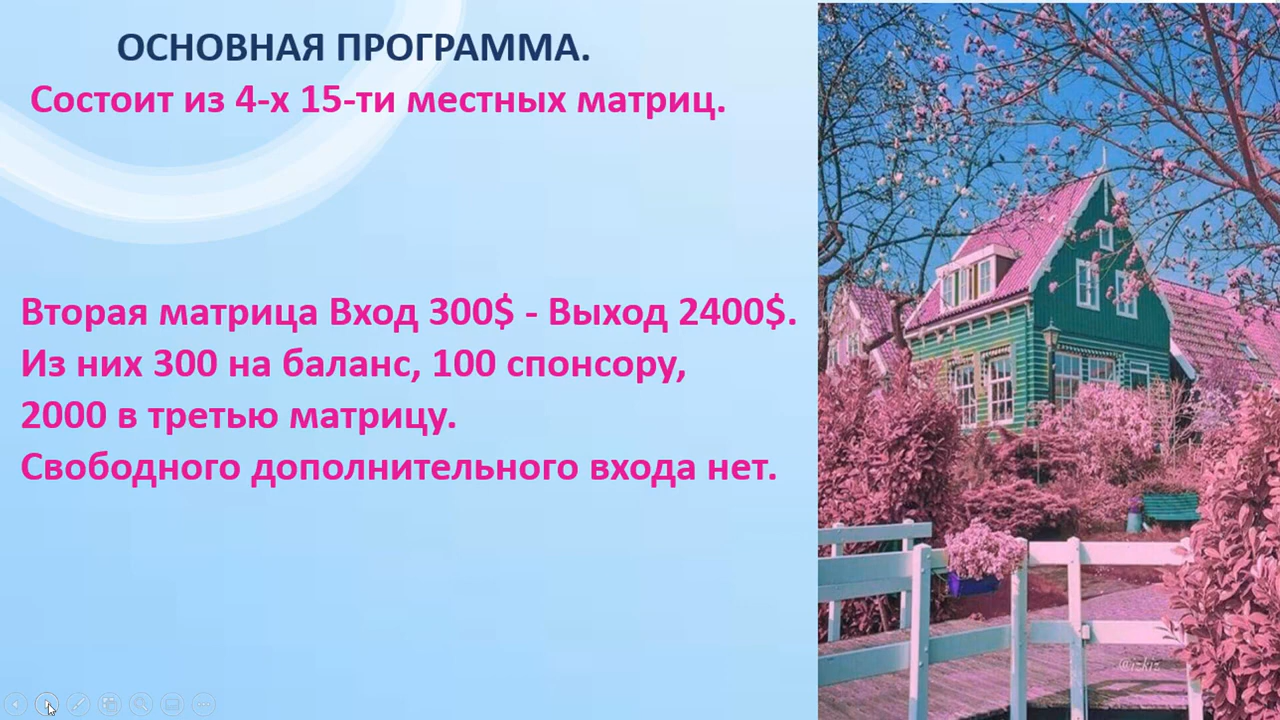 ОСНОВНАЯ ПРОГРАММА.
Состоит из 4-х 15-ти местных матриц.
Вторая матрица Вход 300$ - Выход 2400$.
Из них 300 на баланс, 100 спонсору,
2000 в третью матрицу.
Свободного дополнительного входа нет.